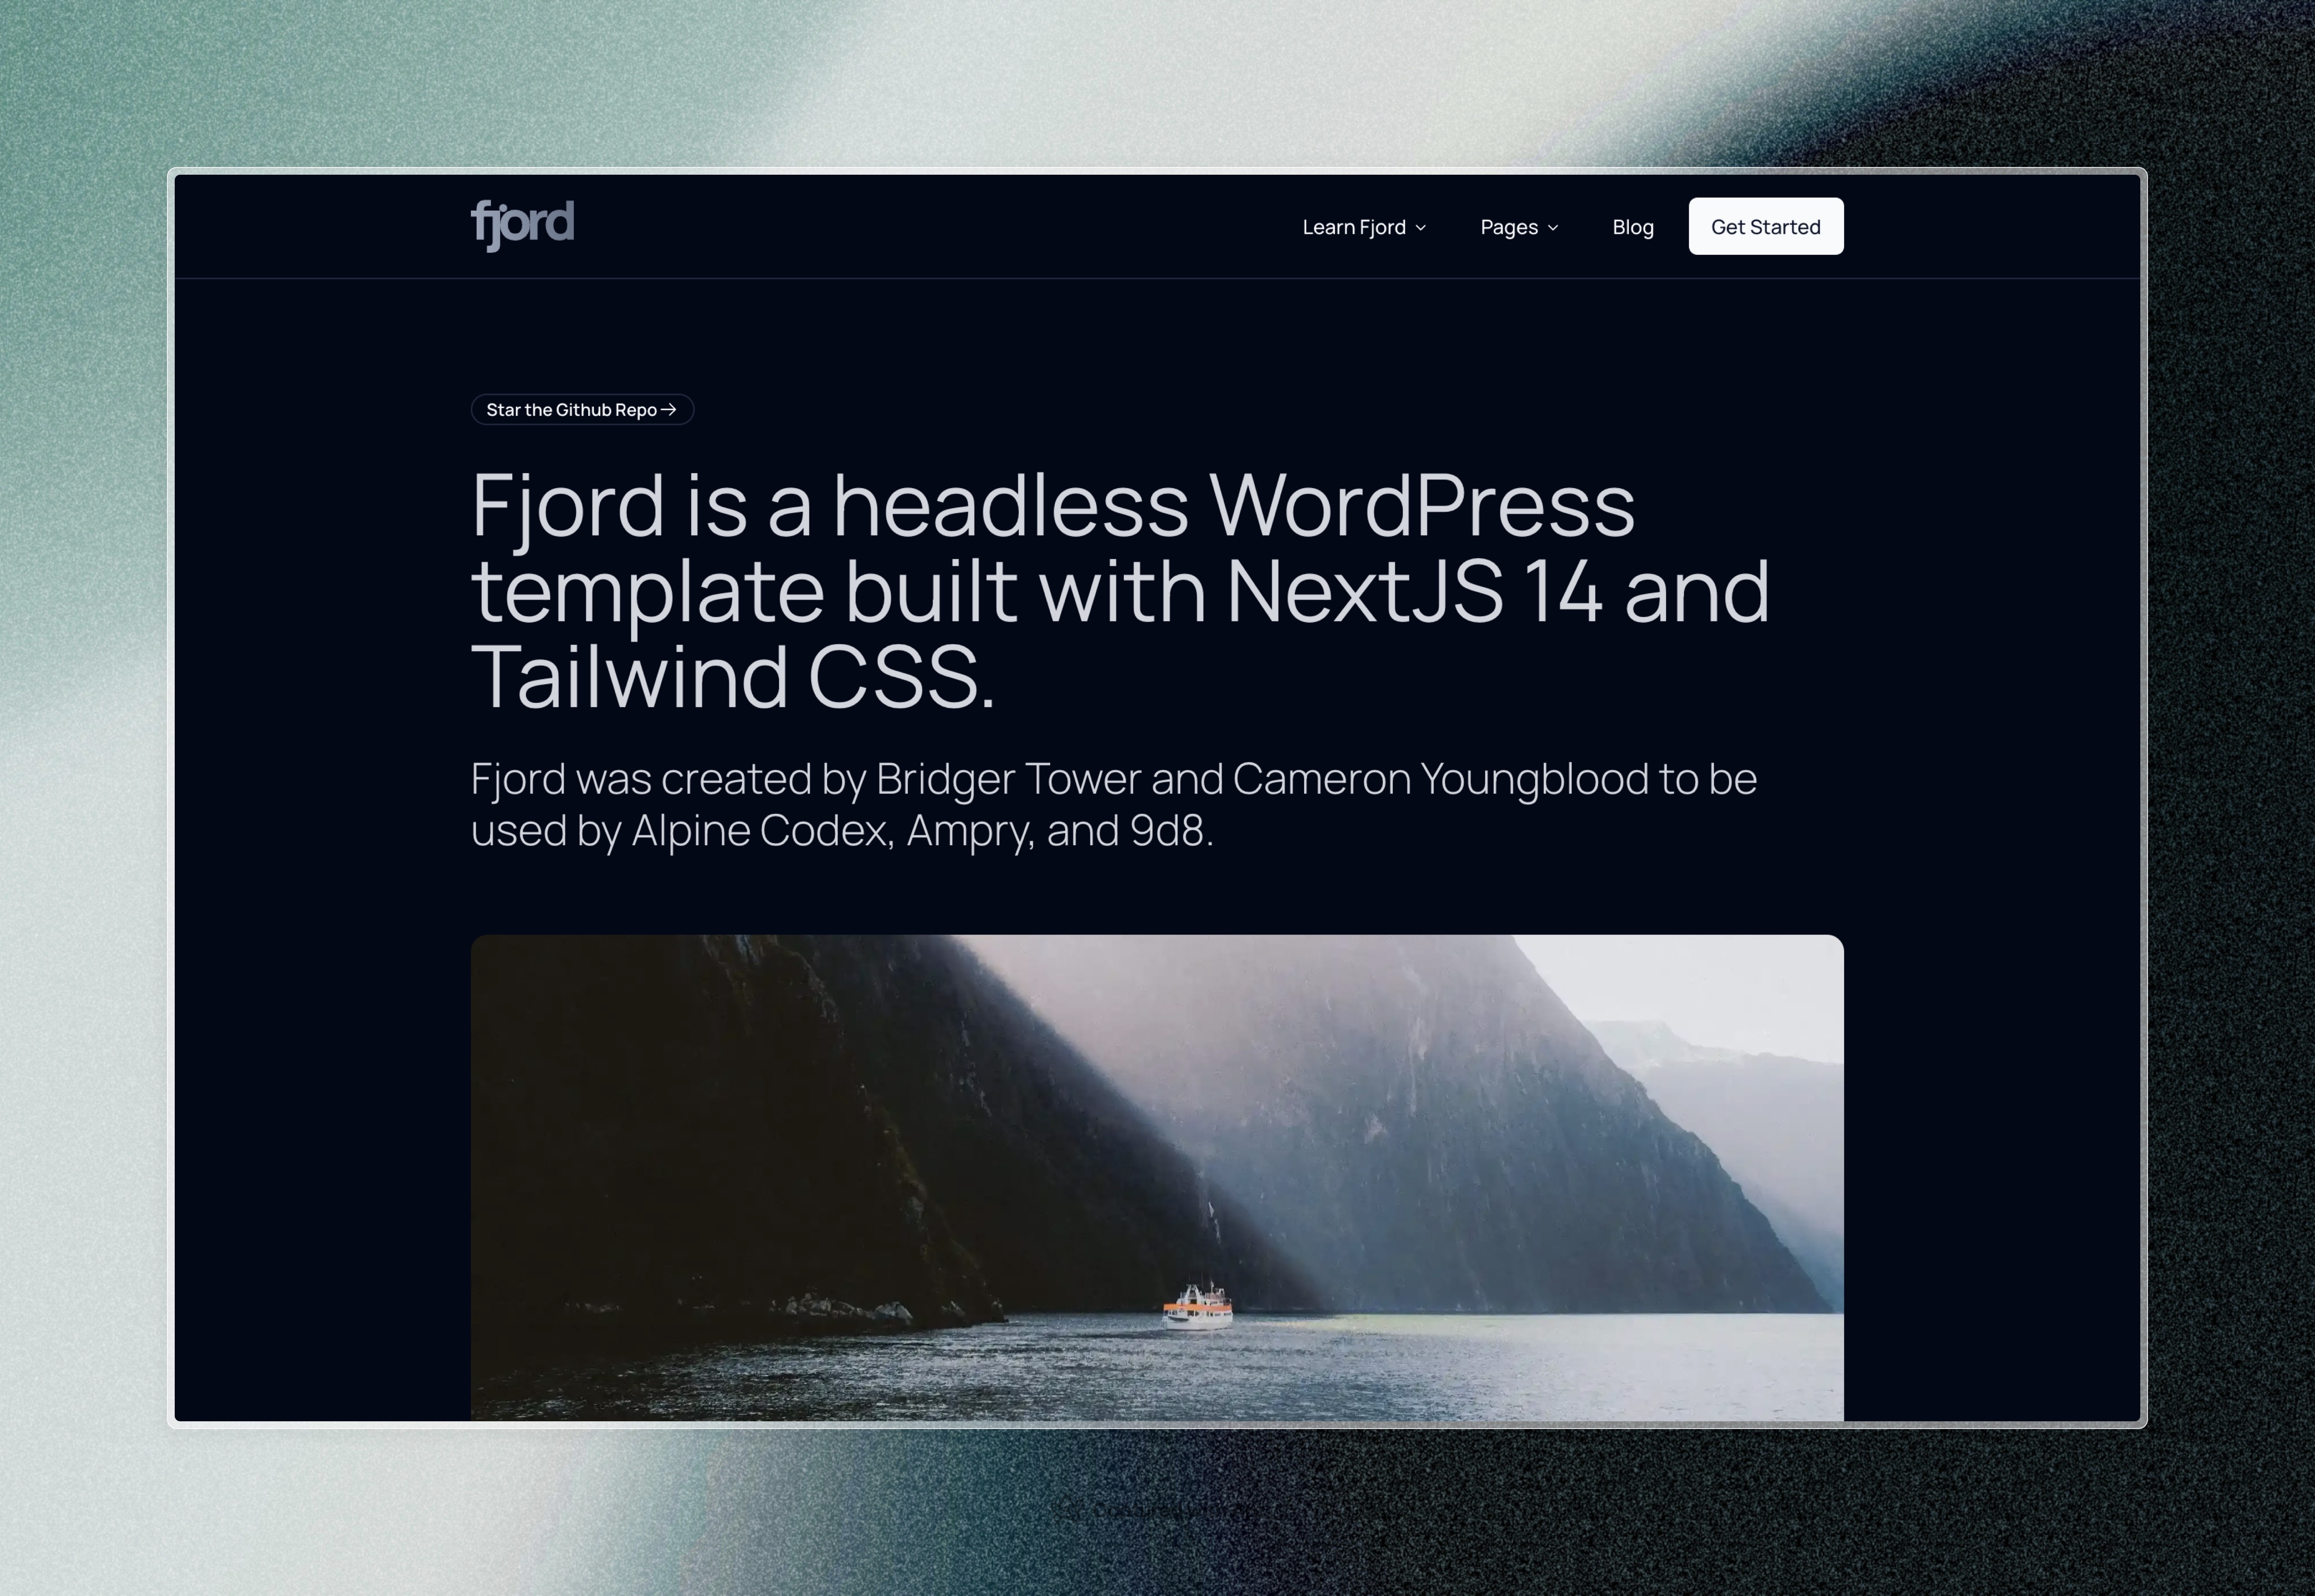 fjord
Learn Fjord
Pages
Blog
Get Started
Star the Github Repo→
Fjord is a headless WordPress
template built with NextJS 14 and
Tailwind CSS.
Fjord was created by Bridger Tower and Cameron Youngblood to be
used by Alpine Codex, Ampry, and 9d8.